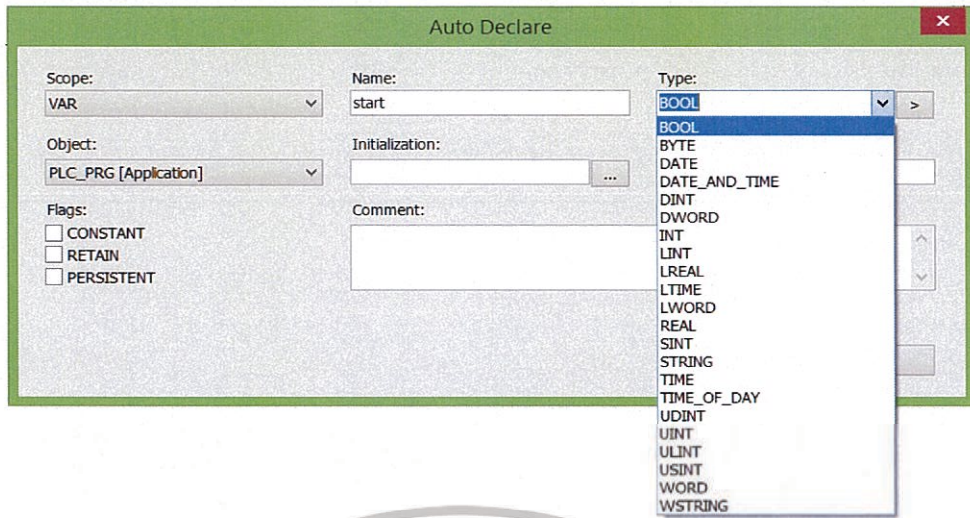 Auto Declare
Scope:
VAR
Name:
start
Type:
BOOL
>
Object:
PLC_PRG [Application]
Initialization:
...
Flags:
CONSTANT
RETAIN
PERSISTENT
Comment:
BOOL
BYTE
DATE
DATE_AND_TIME
DINT
DWORD
INT
LINT
LREAL
LTIME
LWORD
REAL
SINT
STRING
TIME
TIME_OF_DAY
UDINT
UINT
ULINT
USINT
WORD
WSTRING